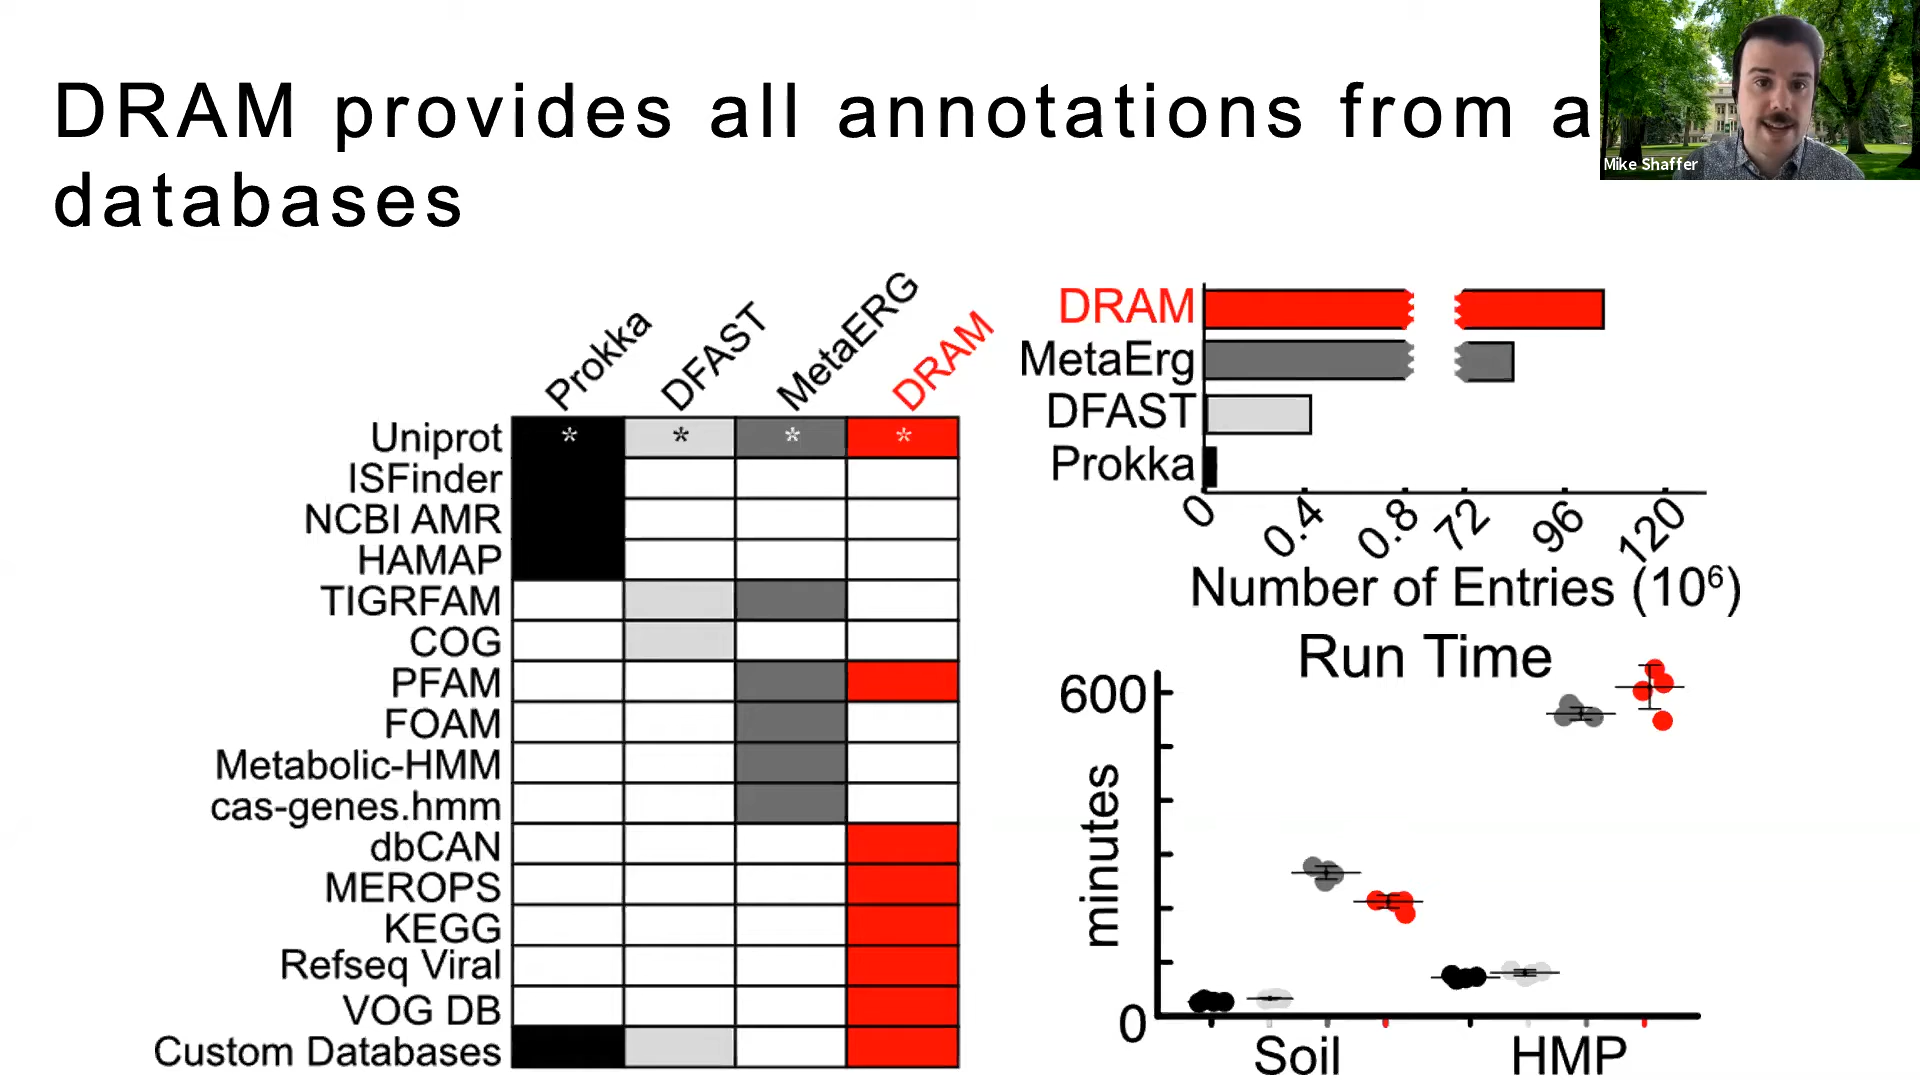 DRAM provides all annotations from a
databases
Mike Shaffer
Prokka
DFAST
MetaERG
DRAM
Uniprot * * * *
ISFinder
NCBI AMR
HAMAP
TIGRFAM
COG
PFAM
FOAM
Metabolic-HMM
cas-genes.hmm
dbCAN
MEROPS
KEGG
Refseq Viral
VOG DB
Custom Databases
DRAM
MetaErg
DFAST
Prokka
0 0.4 0.8 72 96 120
Number of Entries (10⁶)
Run Time
600
minutes
0
Soil HMP